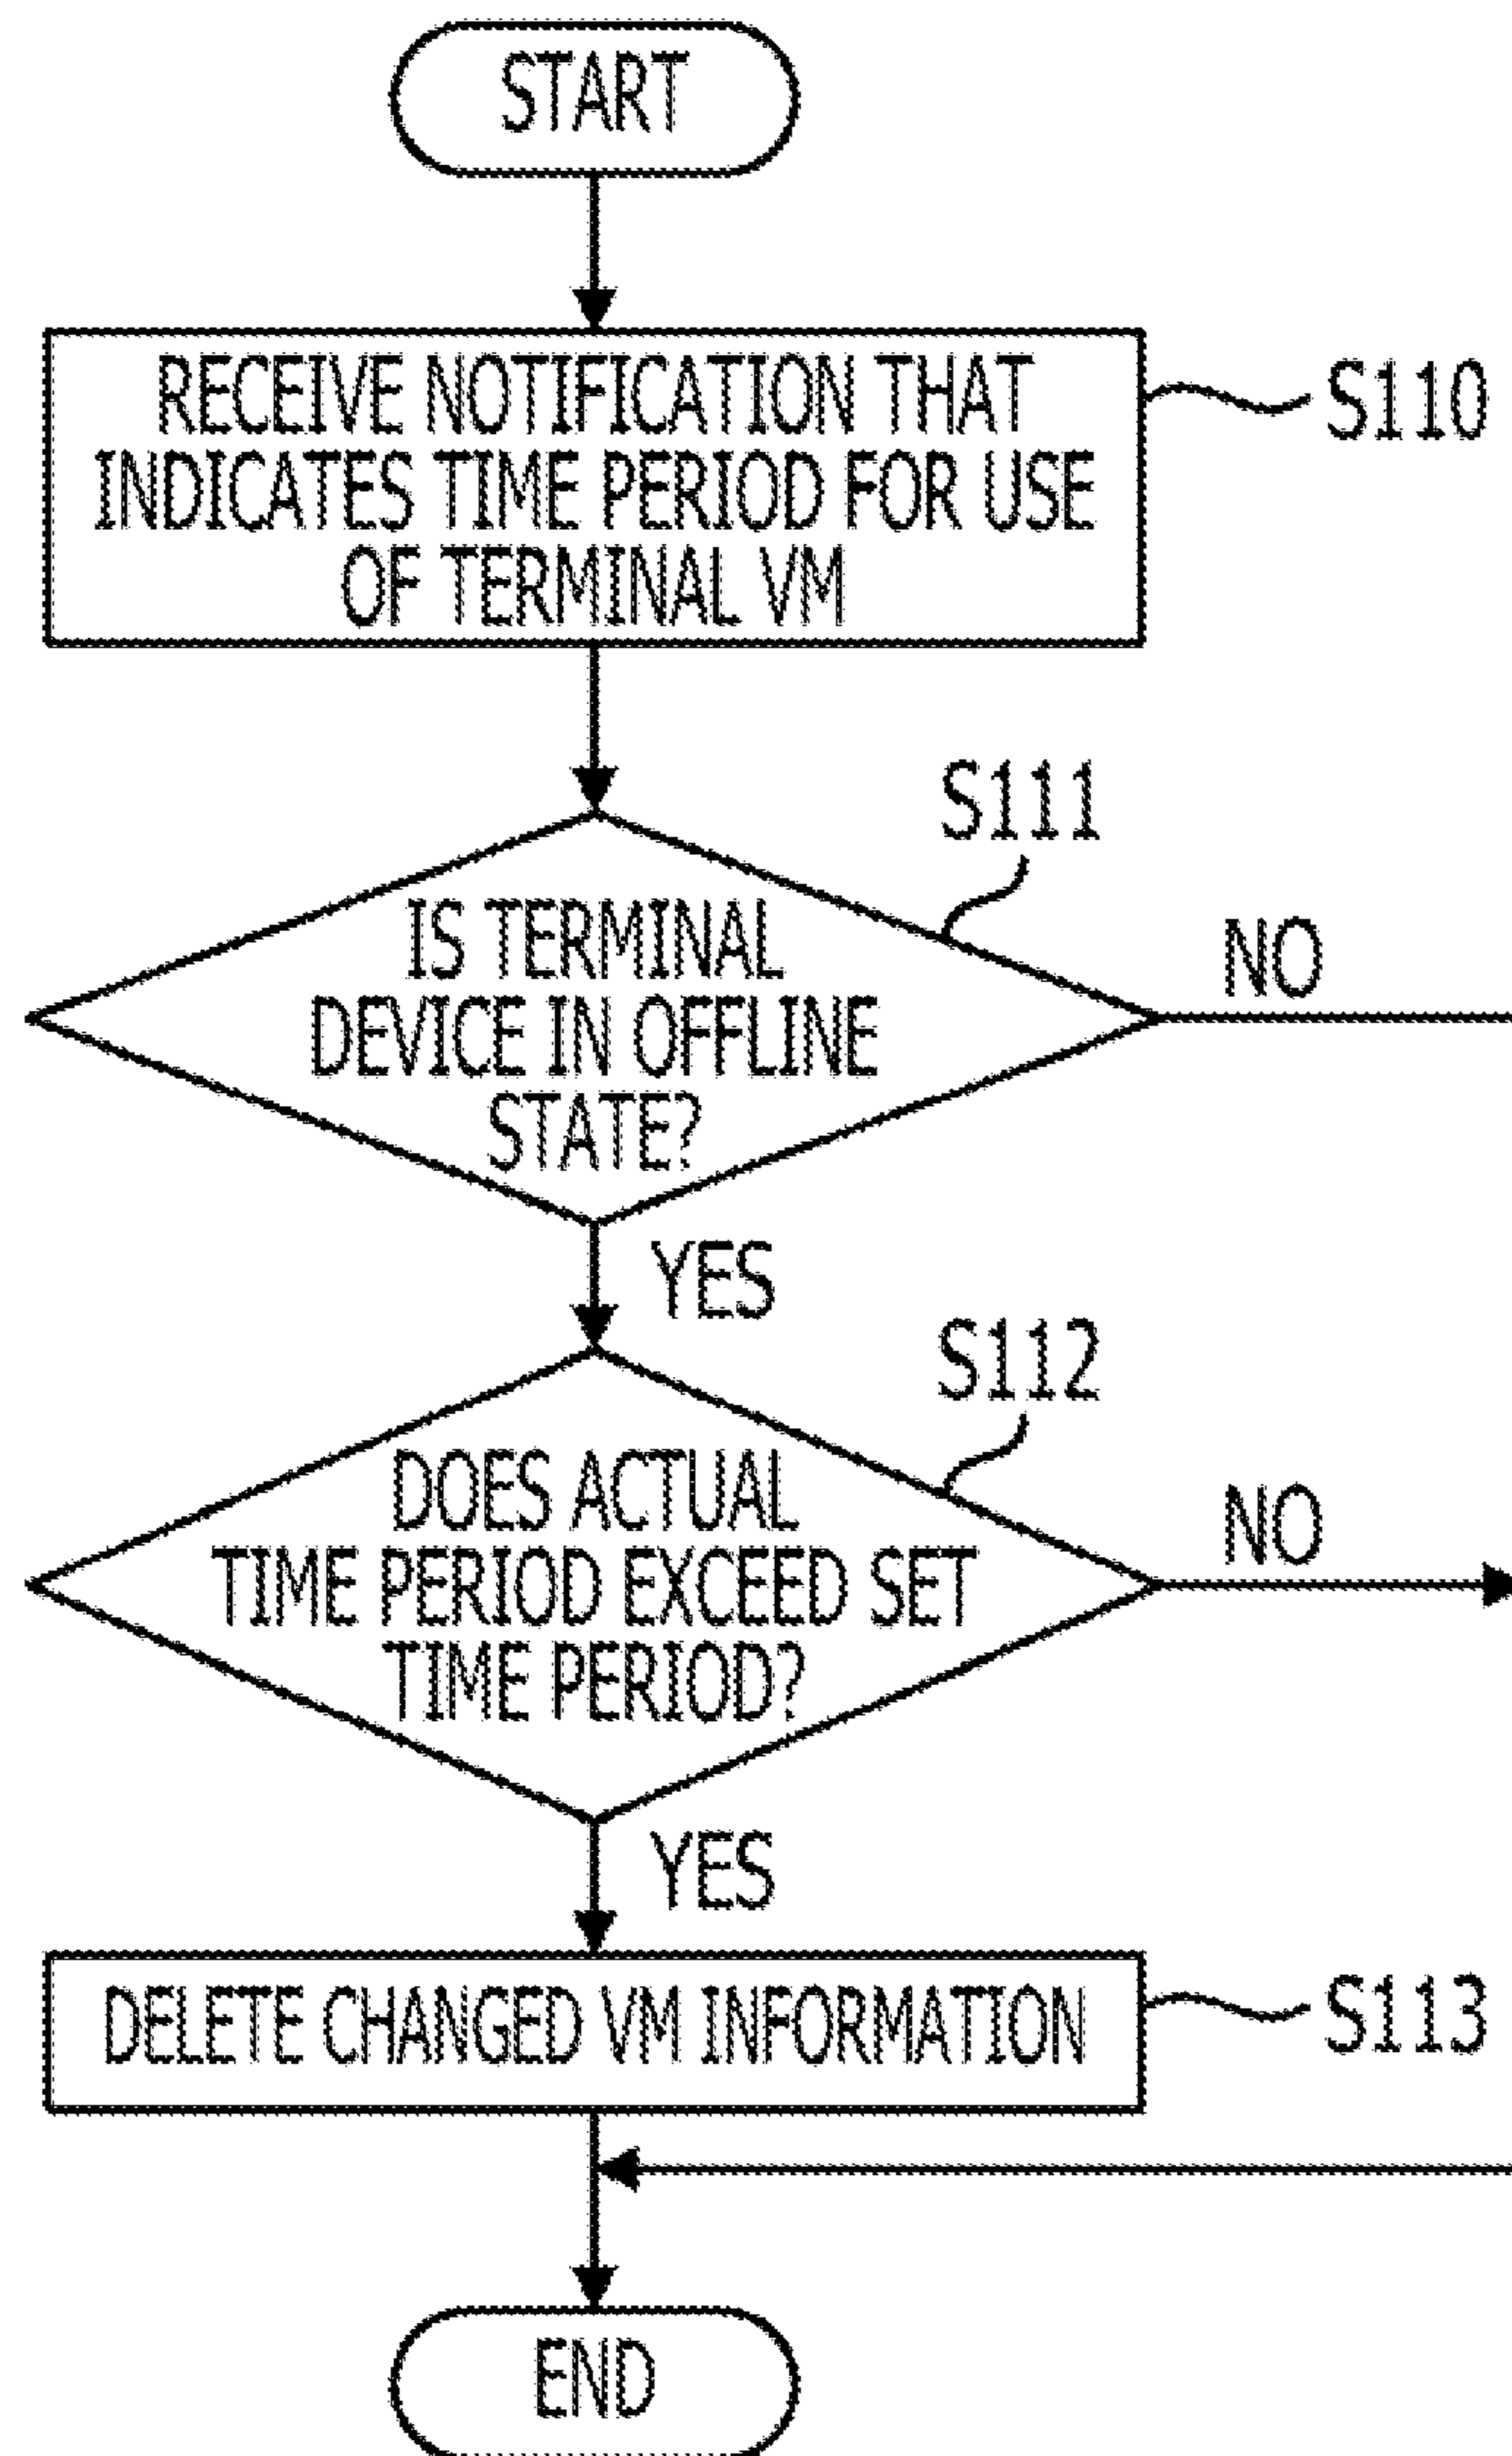 START
RECEIVE NOTIFICATION THAT
INDICATES TIME PERIOD FOR USE
OF TERMINAL VM
S110
S111
IS TERMINAL
DEVICE IN OFFLINE
STATE?
NO
YES
S112
DOES ACTUAL
TIME PERIOD EXCEED SET
TIME PERIOD?
NO
YES
DELETE CHANGED VM INFORMATION
S113
END